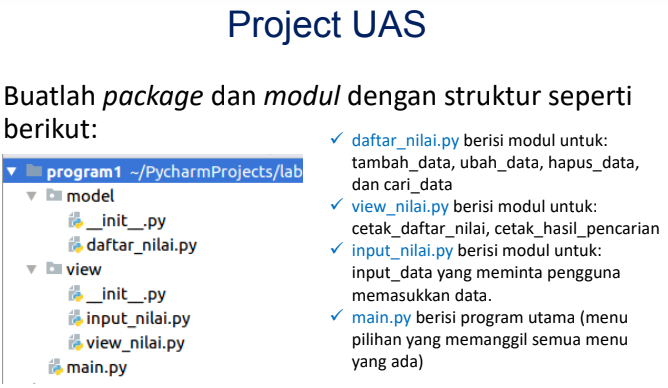 Project UAS
Buatlah package dan modul dengan struktur seperti
berikut:
program1 ~/PycharmProjects/lab
model
__init__.py
daftar_nilai.py
view
__init__.py
input_nilai.py
view_nilai.py
main.py
✓ daftar_nilai.py berisi modul untuk:
tambah_data, ubah_data, hapus_data,
dan cari_data
✓ view_nilai.py berisi modul untuk:
cetak_daftar_nilai, cetak_hasil_pencarian
✓ input_nilai.py berisi modul untuk:
input_data yang meminta pengguna
memasukkan data.
✓ main.py berisi program utama (menu
pilihan yang memanggil semua menu
yang ada)